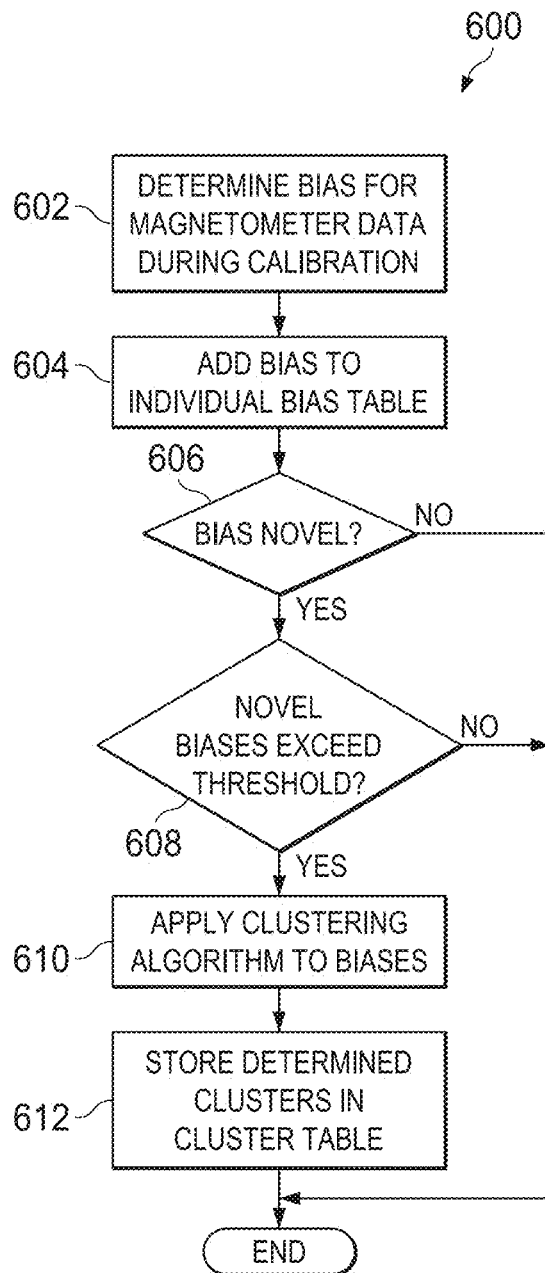 600
602
DETERMINE BIAS FOR
MAGNETOMETER DATA
DURING CALIBRATION
604
ADD BIAS TO
INDIVIDUAL BIAS TABLE
606
BIAS NOVEL?
NO
YES
NOVEL
BIASES EXCEED
THRESHOLD?
NO
608
YES
610
APPLY CLUSTERING
ALGORITHM TO BIASES
612
STORE DETERMINED
CLUSTERS IN
CLUSTER TABLE
END